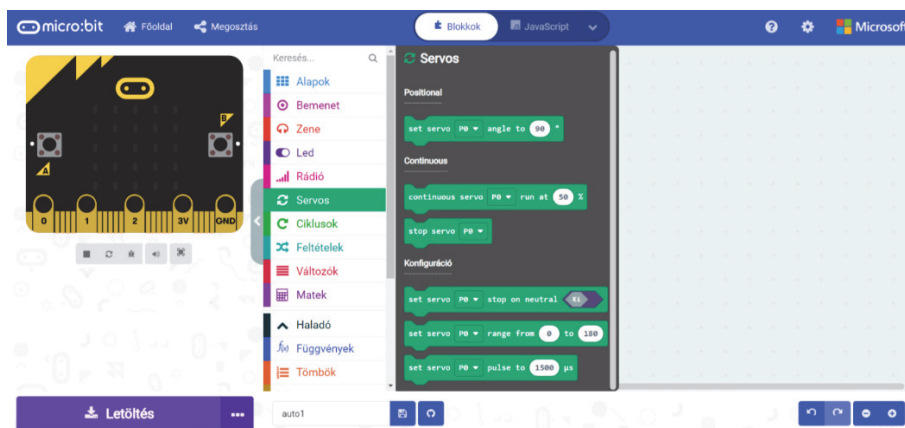 micro:bit Főoldal Megosztás Blokkok JavaScript Microsoft
Keresés...
Alapok
Bemenet
Zene
Led
Rádió
Servos
Ciklusok
Feltételek
Változók
Matek
Haladó
f(x) Függvények
Tömbök
Servos
Positional
set servo P0 angle to 90 °
Continuous
continuous servo P0 run at 50 %
stop servo P0
Konfiguráció
set servo P0 stop on neutral
set servo P0 range from 0 to 180
set servo P0 pulse to 1500 µs
B
A
0 1 2 3V GND
Letöltés
auto1